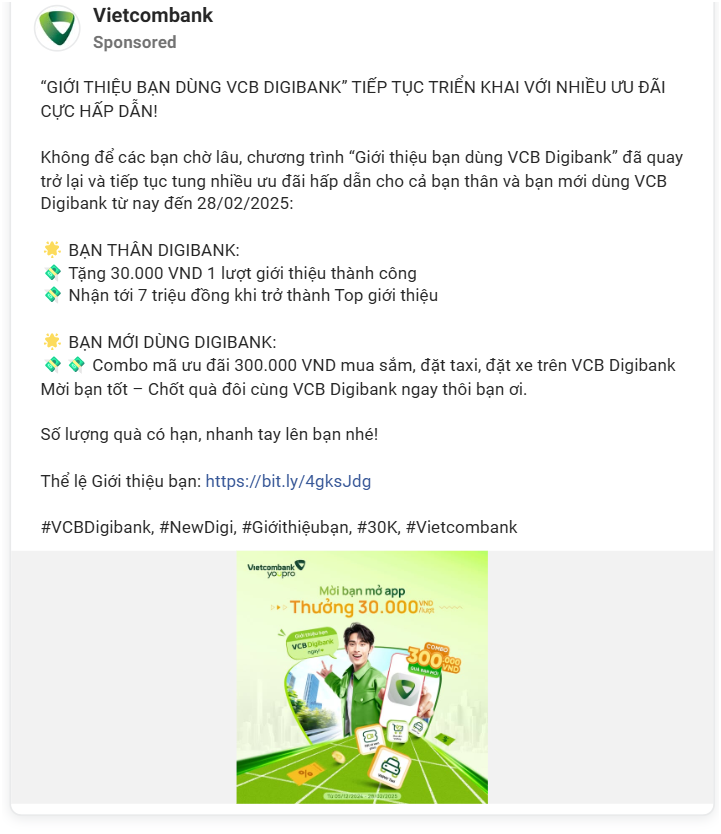 Vietcombank
Sponsored
“GIỚI THIỆU BẠN DÙNG VCB DIGIBANK” TIẾP TỤC TRIỂN KHAI VỚI NHIỀU ƯU ĐÃI
CỰC HẤP DẪN!
Không để các bạn chờ lâu, chương trình “Giới thiệu bạn dùng VCB Digibank” đã quay
trở lại và tiếp tục tung nhiều ưu đãi hấp dẫn cho cả bạn thân và bạn mới dùng VCB
Digibank từ nay đến 28/02/2025:
🌟 BẠN THÂN DIGIBANK:
💸 Tặng 30.000 VND 1 lượt giới thiệu thành công
💸 Nhận tới 7 triệu đồng khi trở thành Top giới thiệu
🌟 BẠN MỚI DÙNG DIGIBANK:
💸 💸 Combo mã ưu đãi 300.000 VND mua sắm, đặt taxi, đặt xe trên VCB Digibank
Mời bạn tốt – Chốt quà đôi cùng VCB Digibank ngay thôi bạn ơi.
Số lượng quà có hạn, nhanh tay lên bạn nhé!
Thể lệ Giới thiệu bạn: https://bit.ly/4gksJdg
#VCBDigibank, #NewDigi, #Giớithiệubạn, #30K, #Vietcombank
Vietcombank
Mời bạn mở app
Thưởng 30.000 VND/lượt
Giới thiệu bạn
VCBDigibank
ngay!
COMBO
300.000 VND